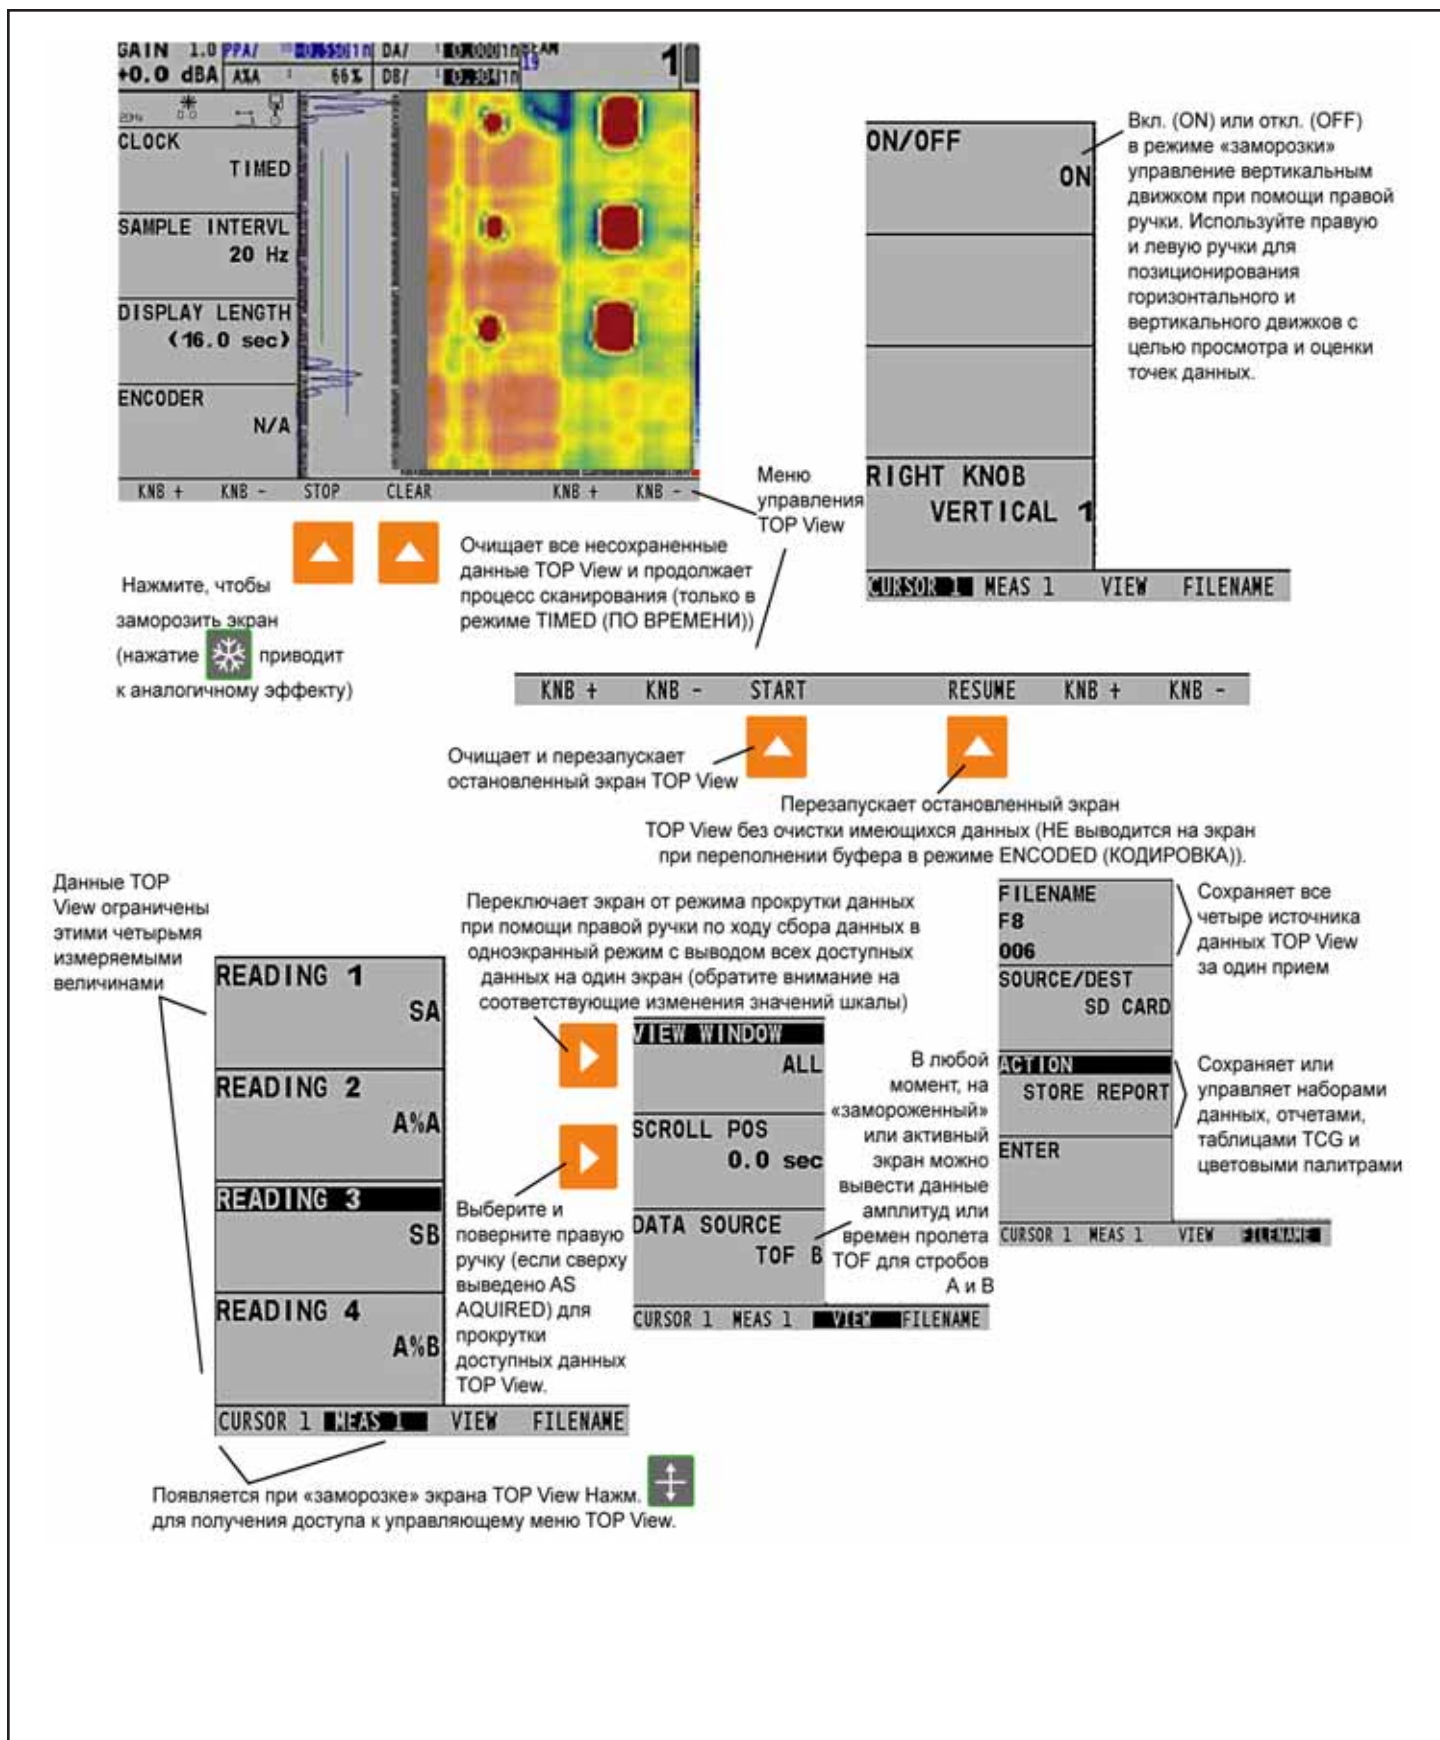 GAIN 1.0 PPA/ DA/ BEAM
+0.0 dBA A%A 66% DB/ 19 1
CLOCK
TIMED
SAMPLE INTERVL
20 Hz
DISPLAY LENGTH
(16.0 sec)
ENCODER
N/A
KNB + KNB - STOP CLEAR KNB + KNB -
ON/OFF
ON
RIGHT KNOB
VERTICAL 1
CURSOR 1 MEAS 1 VIEW FILENAME
Вкл. (ON) или откл. (OFF)
в режиме «заморозки»
управление вертикальным
движком при помощи правой
ручки. Используйте правую
и левую ручки для
позиционирования
горизонтального и
вертикального движков с
целью просмотра и оценки
точек данных.
Меню
управления
TOP View
Нажмите, чтобы
заморозить экран
(нажатие приводит
к аналогичному эффекту)
Очищает все несохраненные
данные TOP View и продолжает
процесс сканирования (только в
режиме TIMED (ПО ВРЕМЕНИ))
KNB + KNB - START RESUME KNB + KNB -
Очищает и перезапускает
остановленный экран TOP View
Перезапускает остановленный экран
TOP View без очистки имеющихся данных (НЕ выводится на экран
при переполнении буфера в режиме ENCODED (КОДИРОВКА)).
Данные TOP
View ограничены
этими четырьмя
измеряемыми
величинами
READING 1
SA
READING 2
A%A
READING 3
SB
READING 4
A%B
CURSOR 1 MEAS 1 VIEW FILENAME
Переключает экран от режима прокрутки данных
при помощи правой ручки по ходу сбора данных в
одноэкранный режим с выводом всех доступных
данных на один экран (обратите внимание на
соответствующие изменения значений шкалы)
Выберите и
поверните правую
ручку (если сверху
выведено AS
AQUIRED) для
прокрутки
доступных данных
TOP View.
VIEW WINDOW
ALL
SCROLL POS
0.0 sec
DATA SOURCE
TOF B
CURSOR 1 MEAS 1 VIEW FILENAME
В любой
момент, на
«замороженный»
или активный
экран можно
вывести данные
амплитуд или
времен пролета
TOF для стробов
А и В
FILENAME
F8
006
SOURCE/DEST
SD CARD
ACTION
STORE REPORT
ENTER
CURSOR 1 MEAS 1 VIEW FILENAME
Сохраняет все
четыре источника
данных TOP View
за один прием
Сохраняет или
управляет наборами
данных, отчетами,
таблицами TCG и
цветовыми палитрами
Появляется при «заморозке» экрана TOP View Нажм.
для получения доступа к управляющему меню TOP View.